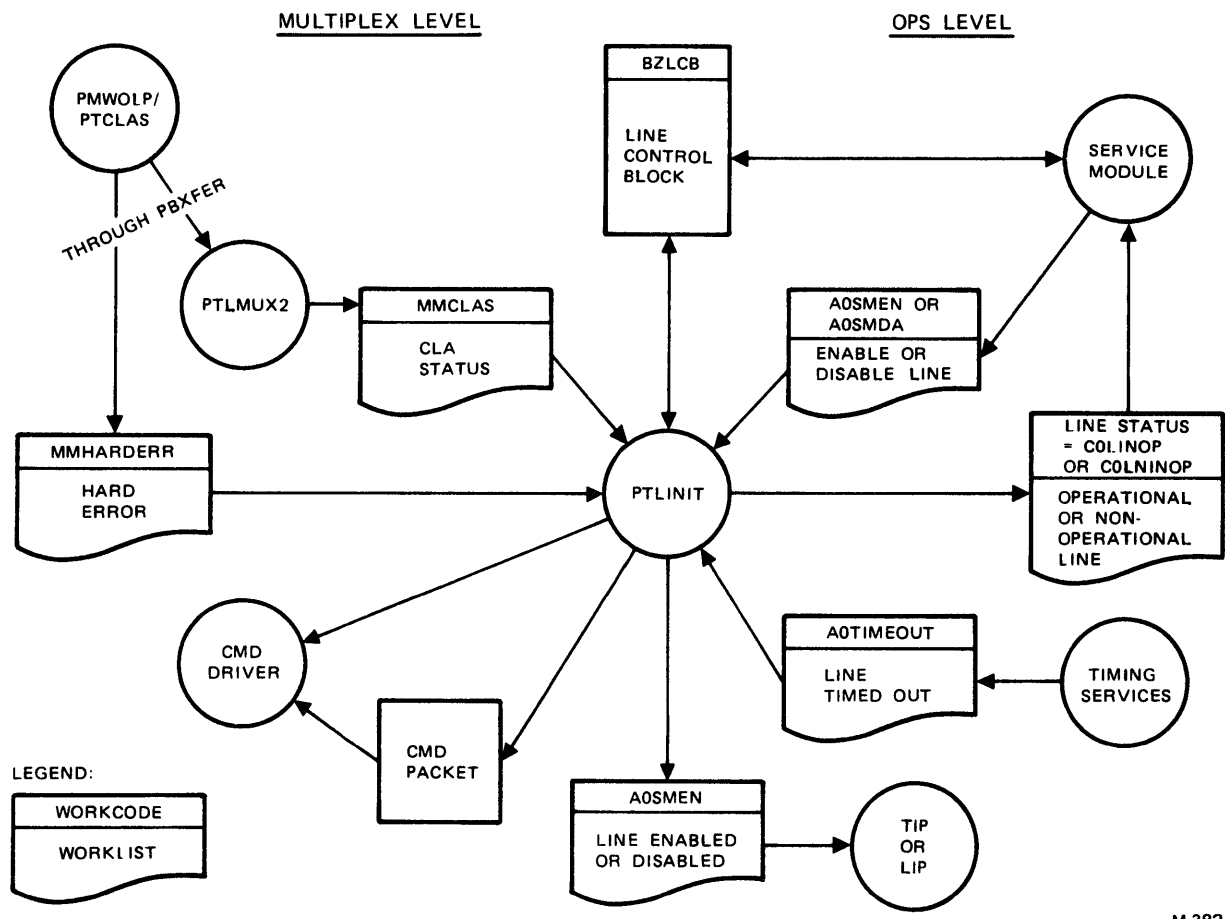 MULTIPLEX LEVEL
OPS LEVEL
PMWOLP/
PTCLAS
THROUGH PBXFER
BZLCB
LINE
CONTROL
BLOCK
SERVICE
MODULE
PTLMUX2
MMCLAS
CLA
STATUS
A0SMEN OR
A0SMDA
ENABLE OR
DISABLE LINE
MMHARDERR
HARD
ERROR
PTLINIT
LINE STATUS
= C0LINOP
OR C0LNINOP
OPERATIONAL
OR NON-
OPERATIONAL
LINE
CMD
DRIVER
CMD
PACKET
A0TIMEOUT
LINE
TIMED OUT
TIMING
SERVICES
A0SMEN
LINE ENABLED
OR DISABLED
TIP
OR
LIP
LEGEND:
WORKCODE
WORKLIST